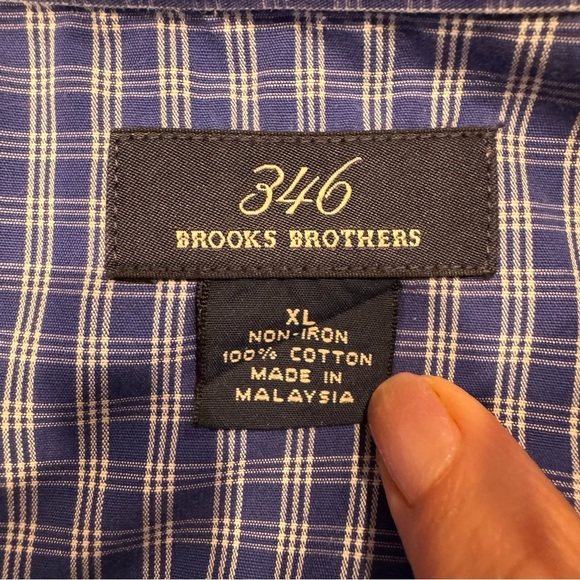 346
BROOKS BROTHERS
XL
NON-IRON
100% COTTON
MADE IN
MALAYSIA